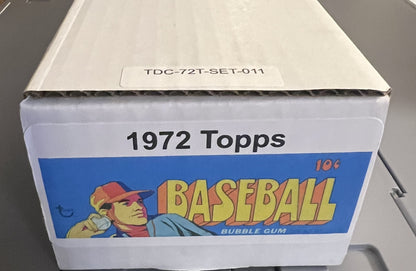 TDC-72T-SET-011
1972 Topps
10¢
BASEBALL
BUBBLE GUM